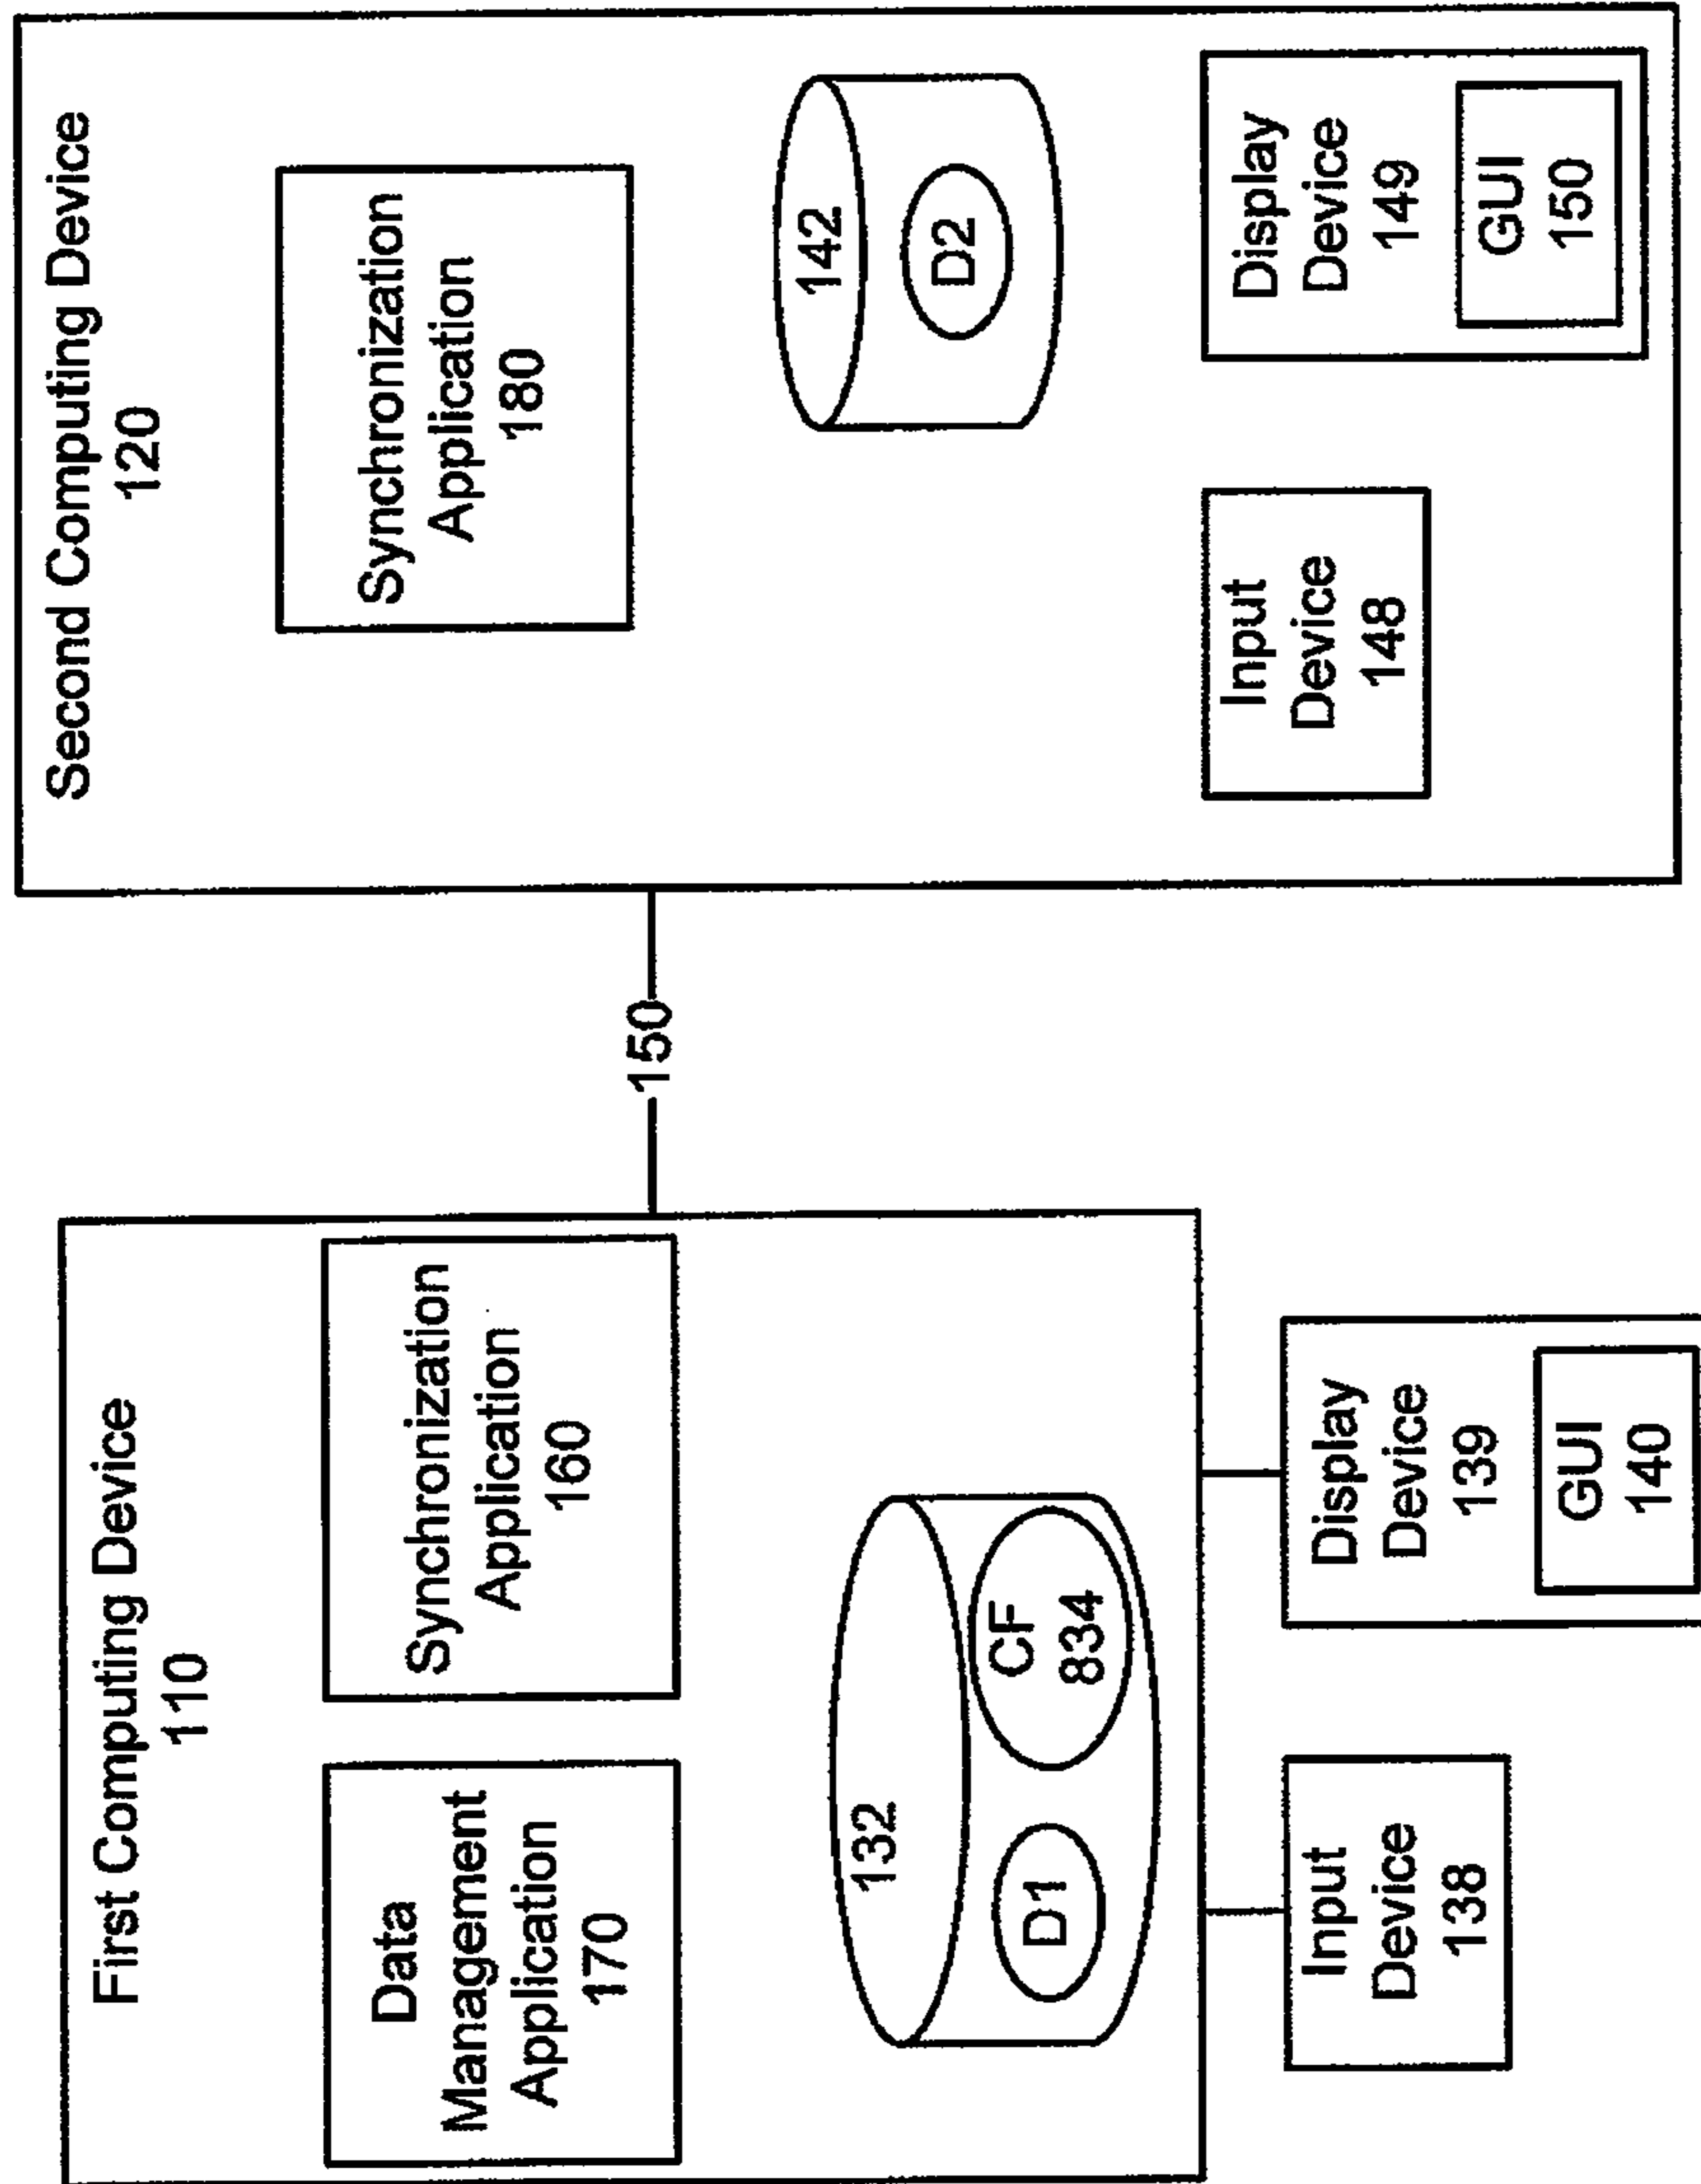 First Computing Device
110
Data
Management
Application
170
Synchronization
Application
160
132
D1
CF
834
Input
Device
138
Display
Device
139
GUI
140
150
Second Computing Device
120
Synchronization
Application
180
142
D2
Input
Device
148
Display
Device
149
GUI
150